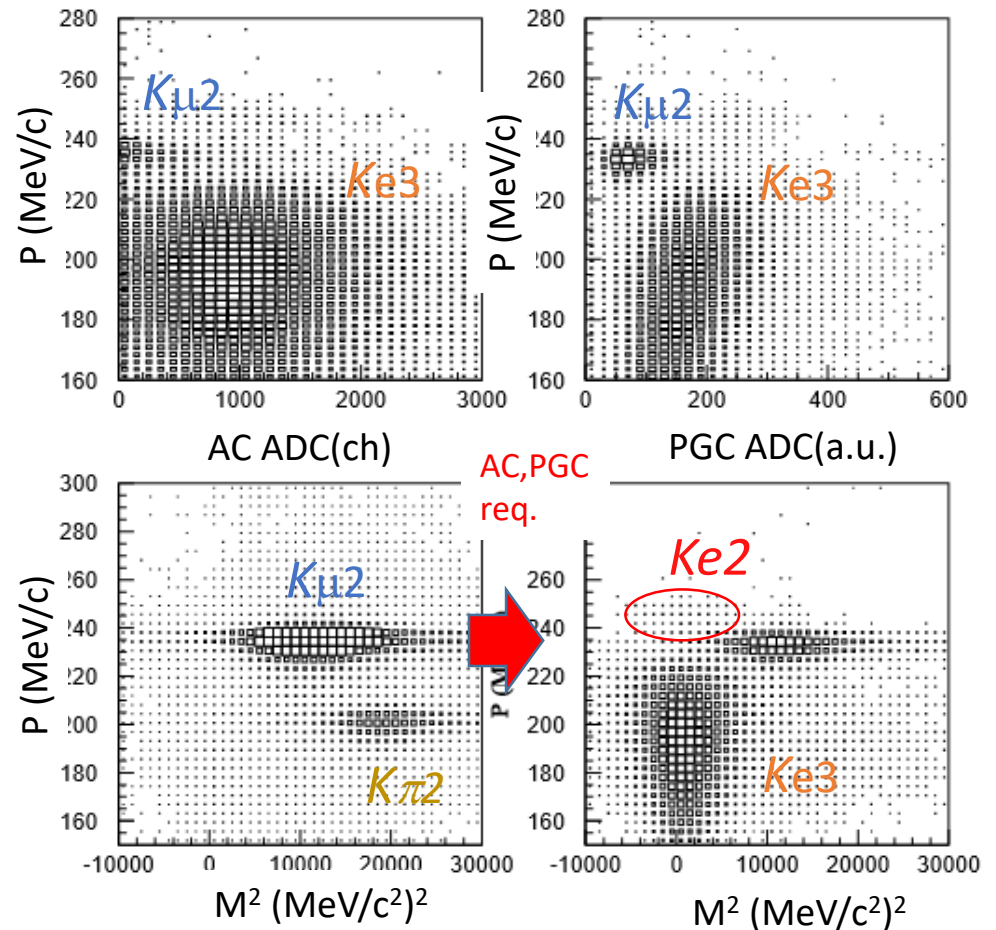 280
260
240
220
200
180
160
P (MeV/c)
Kμ2
Ke3
0 1000 2000 3000
AC ADC(ch)
280
260
240
220
200
180
160
P (MeV/c)
Kμ2
Ke3
0 200 400 600
PGC ADC(a.u.)
AC,PGC
req.
300
280
260
240
220
200
180
160
P (MeV/c)
Kμ2
Kπ2
-10000 0 10000 20000 30000
M² (MeV/c²)²
260
240
220
200
180
160
P (M
Ke2
Ke3
-10000 0 10000 20000 30000
M² (MeV/c²)²